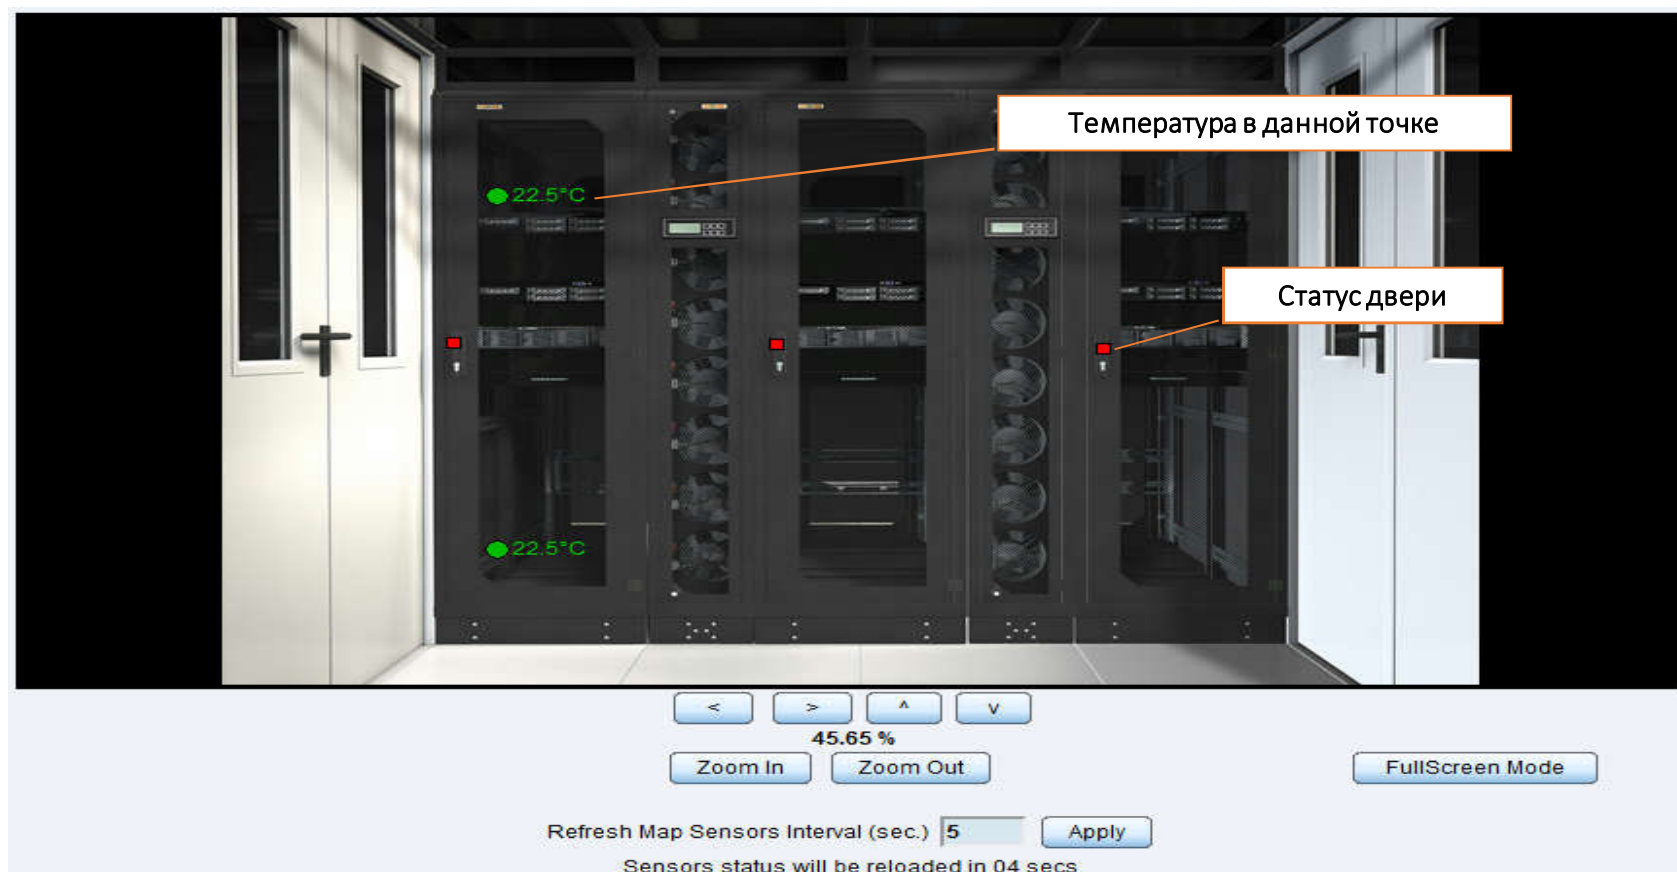 Температура в данной точке
22.5°C
Статус двери
22.5°C
< > ^ v
45.65 %
Zoom In Zoom Out FullScreen Mode
Refresh Map Sensors Interval (sec.) 5 Apply
Sensors status will be reloaded in 04 secs